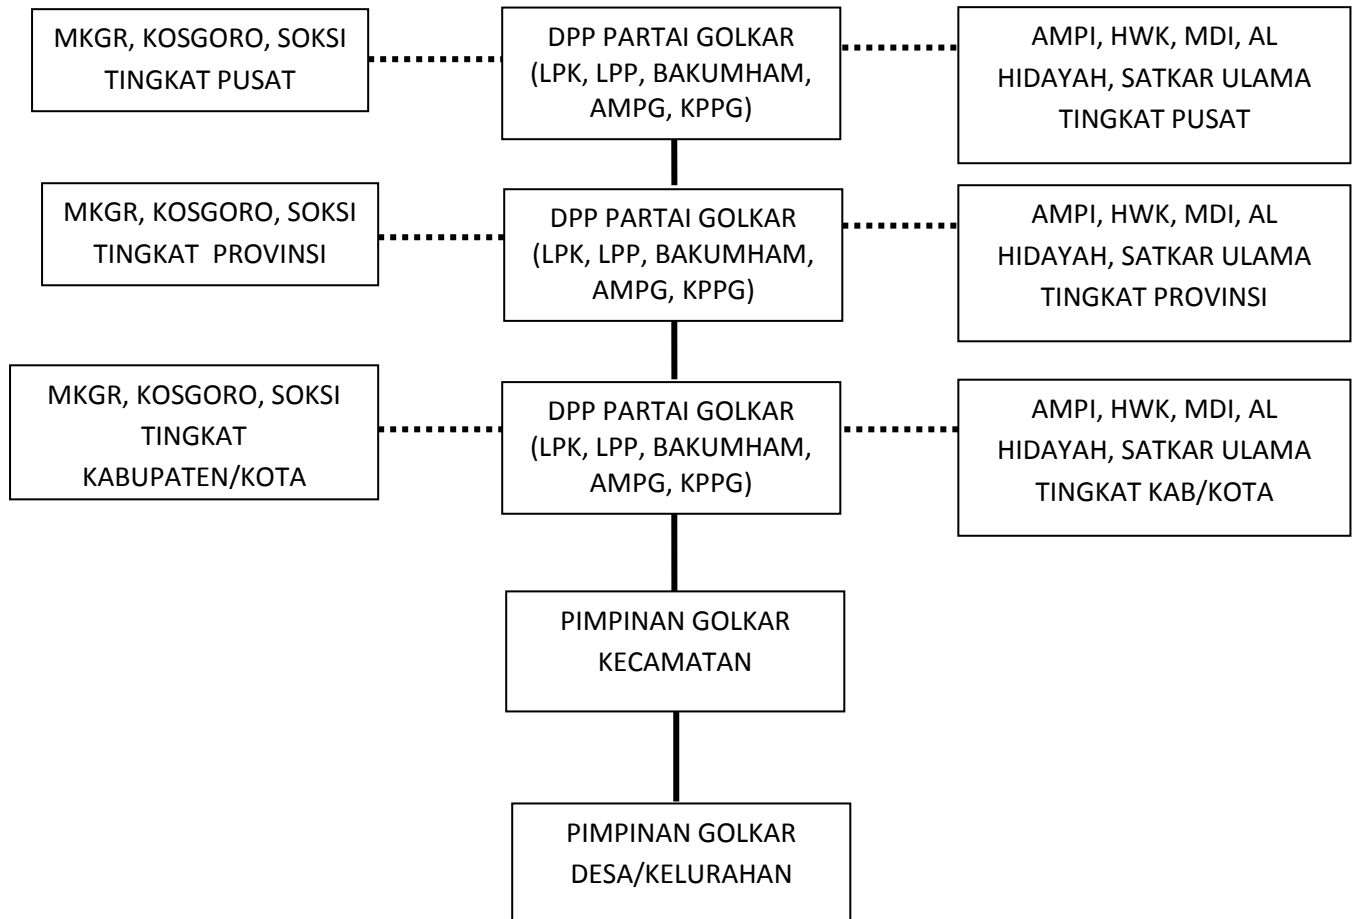 MKGR, KOSGORO, SOKSI
TINGKAT PUSAT
DPP PARTAI GOLKAR
(LPK, LPP, BAKUMHAM,
AMPG, KPPG)
AMPI, HWK, MDI, AL
HIDAYAH, SATKAR ULAMA
TINGKAT PUSAT
MKGR, KOSGORO, SOKSI
TINGKAT PROVINSI
DPP PARTAI GOLKAR
(LPK, LPP, BAKUMHAM,
AMPG, KPPG)
AMPI, HWK, MDI, AL
HIDAYAH, SATKAR ULAMA
TINGKAT PROVINSI
MKGR, KOSGORO, SOKSI
TINGKAT
KABUPATEN/KOTA
DPP PARTAI GOLKAR
(LPK, LPP, BAKUMHAM,
AMPG, KPPG)
AMPI, HWK, MDI, AL
HIDAYAH, SATKAR ULAMA
TINGKAT KAB/KOTA
PIMPINAN GOLKAR
KECAMATAN
PIMPINAN GOLKAR
DESA/KELURAHAN